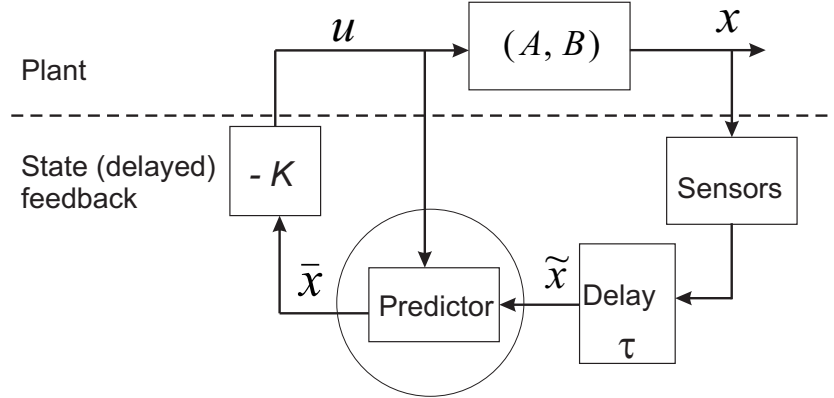 u
(A, B)
x
Plant
State (delayed)
feedback
- K
Sensors
x̄
Predictor
x̃
Delay
τ